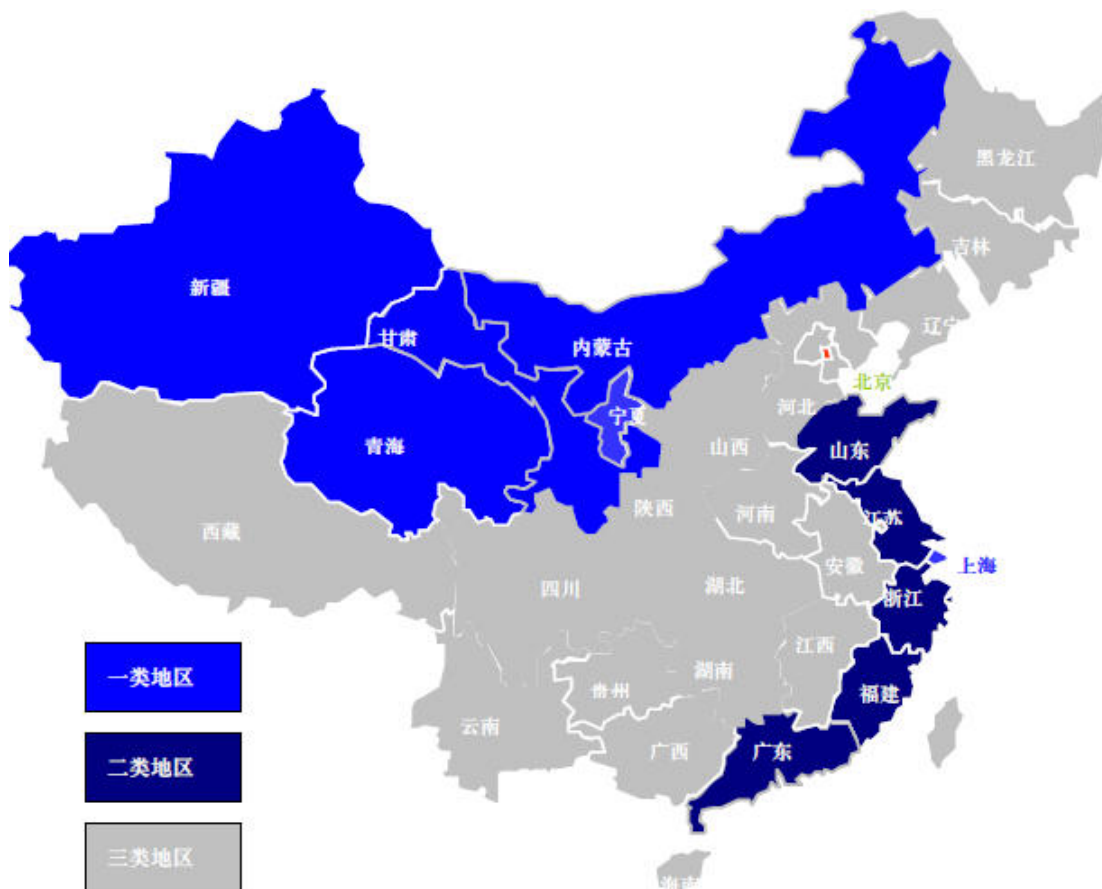 黑龙江
吉林
新疆
辽宁
甘肃
内蒙古
北京
宁夏
河北
青海
山西
山东
陕西
河南
江苏
西藏
安徽
上海
四川
湖北
浙江
江西
一类地区
湖南
贵州
福建
云南
广西
广东
二类地区
三类地区
海南